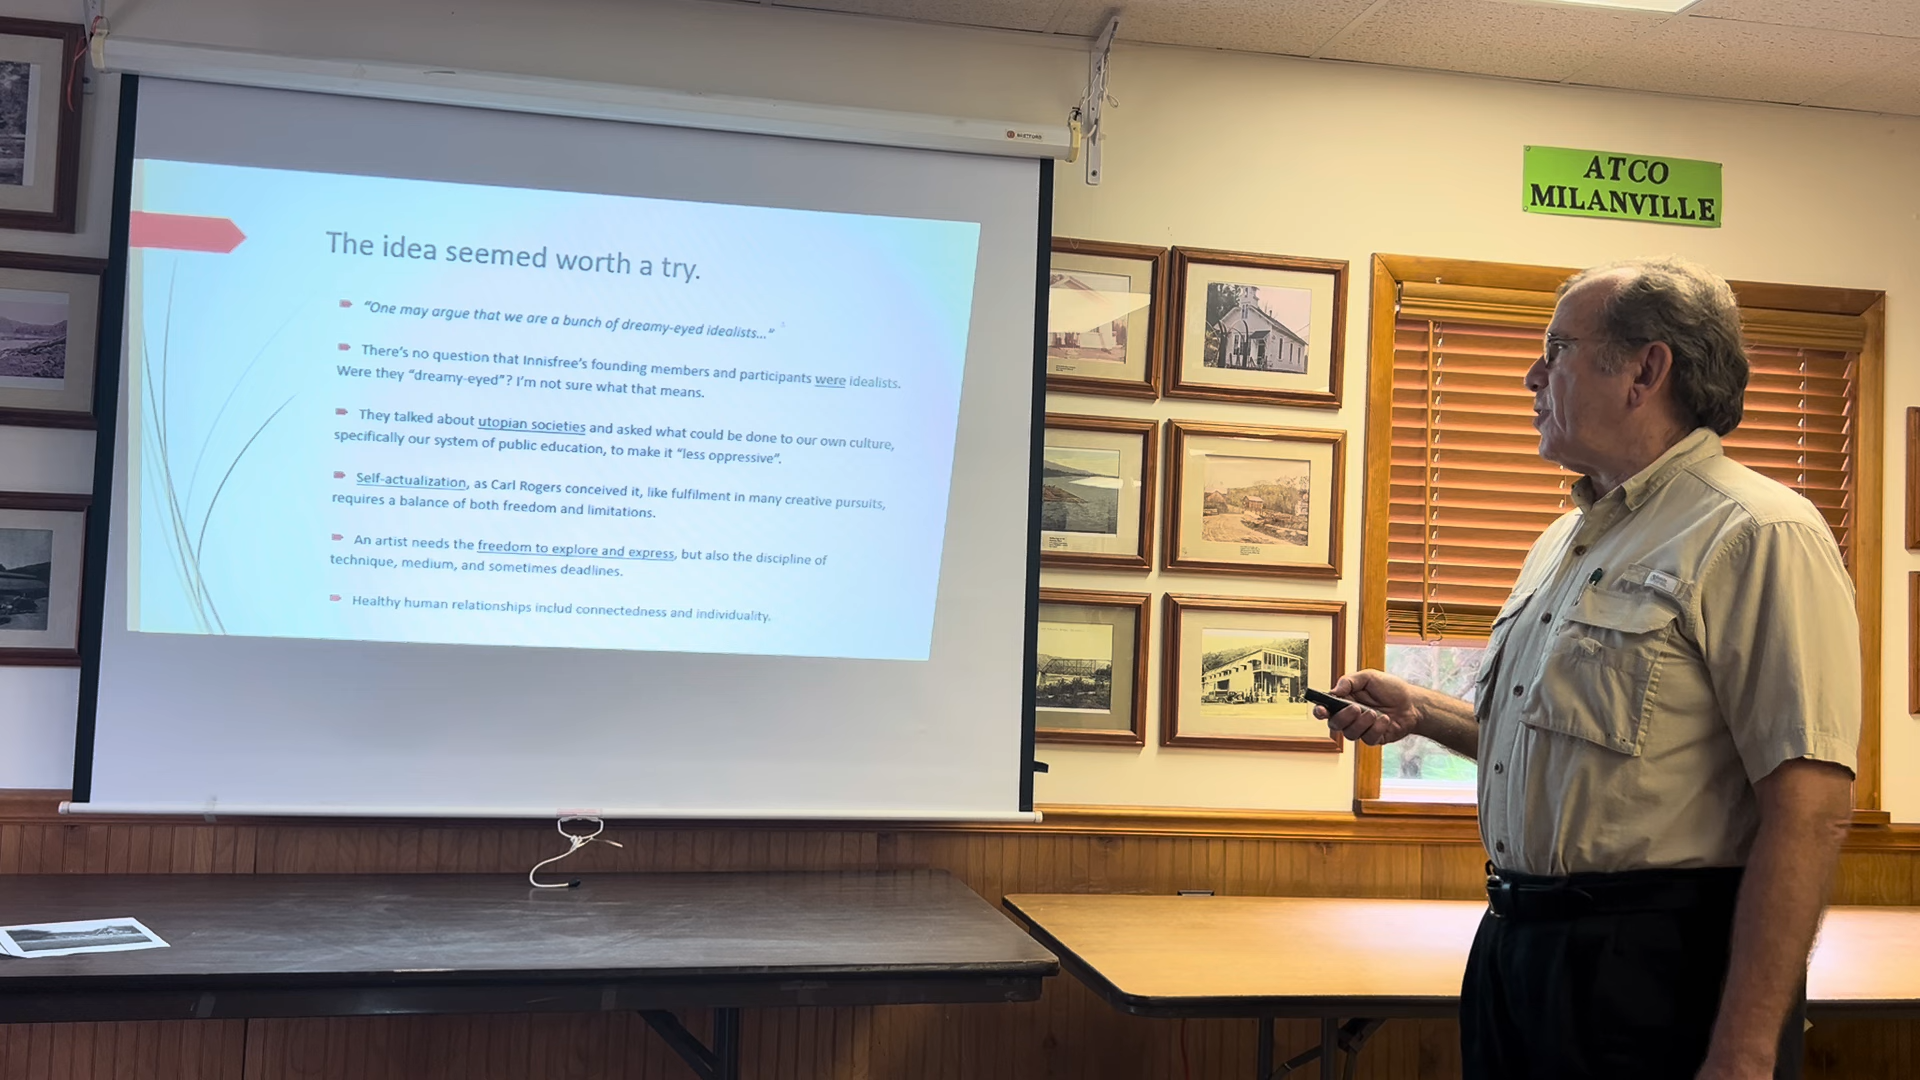 The idea seemed worth a try.
"One may argue that we are a bunch of dreamy-eyed idealists..."
There's no question that Innisfree's founding members and participants were idealists.
Were they "dreamy-eyed"? I'm not sure what that means.
They talked about utopian societies and asked what could be done to our own culture,
specifically our system of public education, to make it "less oppressive".
Self-actualization, as Carl Rogers conceived it, like fulfilment in many creative pursuits,
requires a balance of both freedom and limitations.
An artist needs the freedom to explore and express, but also the discipline of
technique, medium, and sometimes deadlines.
Healthy human relationships includ connectedness and individuality.
ATCO
MILANVILLE